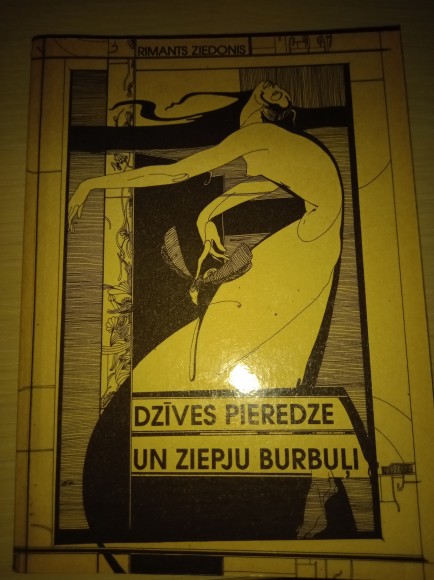 RIMANTS ZIEDONIS
DZĪVES PIEREDZE
UN ZIEPJU BURBUĻI